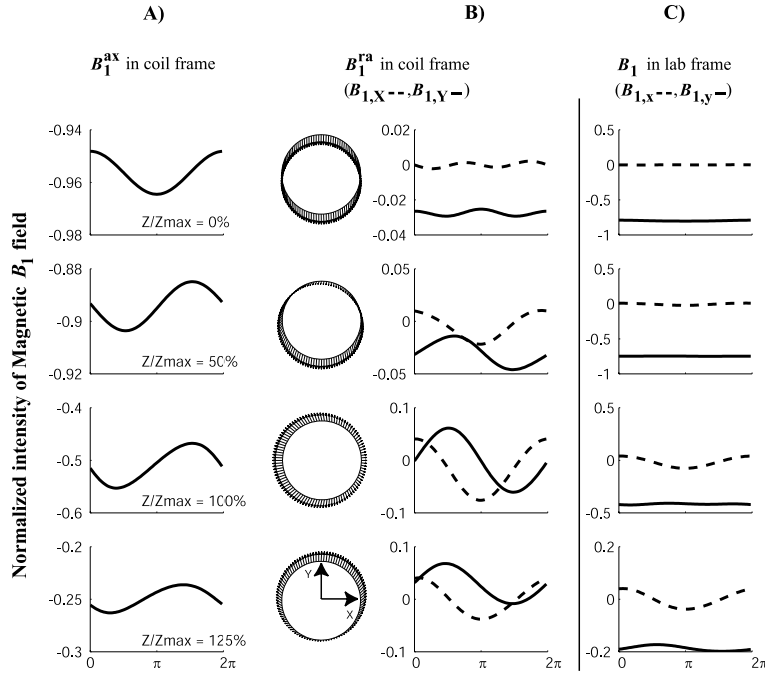 A) B) C)
B₁ᵃˣ in coil frame B₁ʳᵃ in coil frame B₁ in lab frame
(B₁,X --, B₁,Y —) (B₁,x --, B₁,y —)
Normalized intensity of Magnetic B₁ field
-0.94 0.02 0.5
0 0
-0.96 -0.02 -0.5
Z/Zmax = 0%
-0.98 -0.04 -1
-0.88 0.05 0.5
0
-0.9 0 -0.5
Z/Zmax = 50%
-0.92 -0.05 -1
-0.4 0.1 0.5
-0.5 0 0
Z/Zmax = 100%
-0.6 -0.1 -0.5
-0.2 0.1 0.2
Y
-0.25 0 0
X
Z/Zmax = 125%
-0.3 -0.1 -0.2
0 π 2π 0 π 2π 0 π 2π